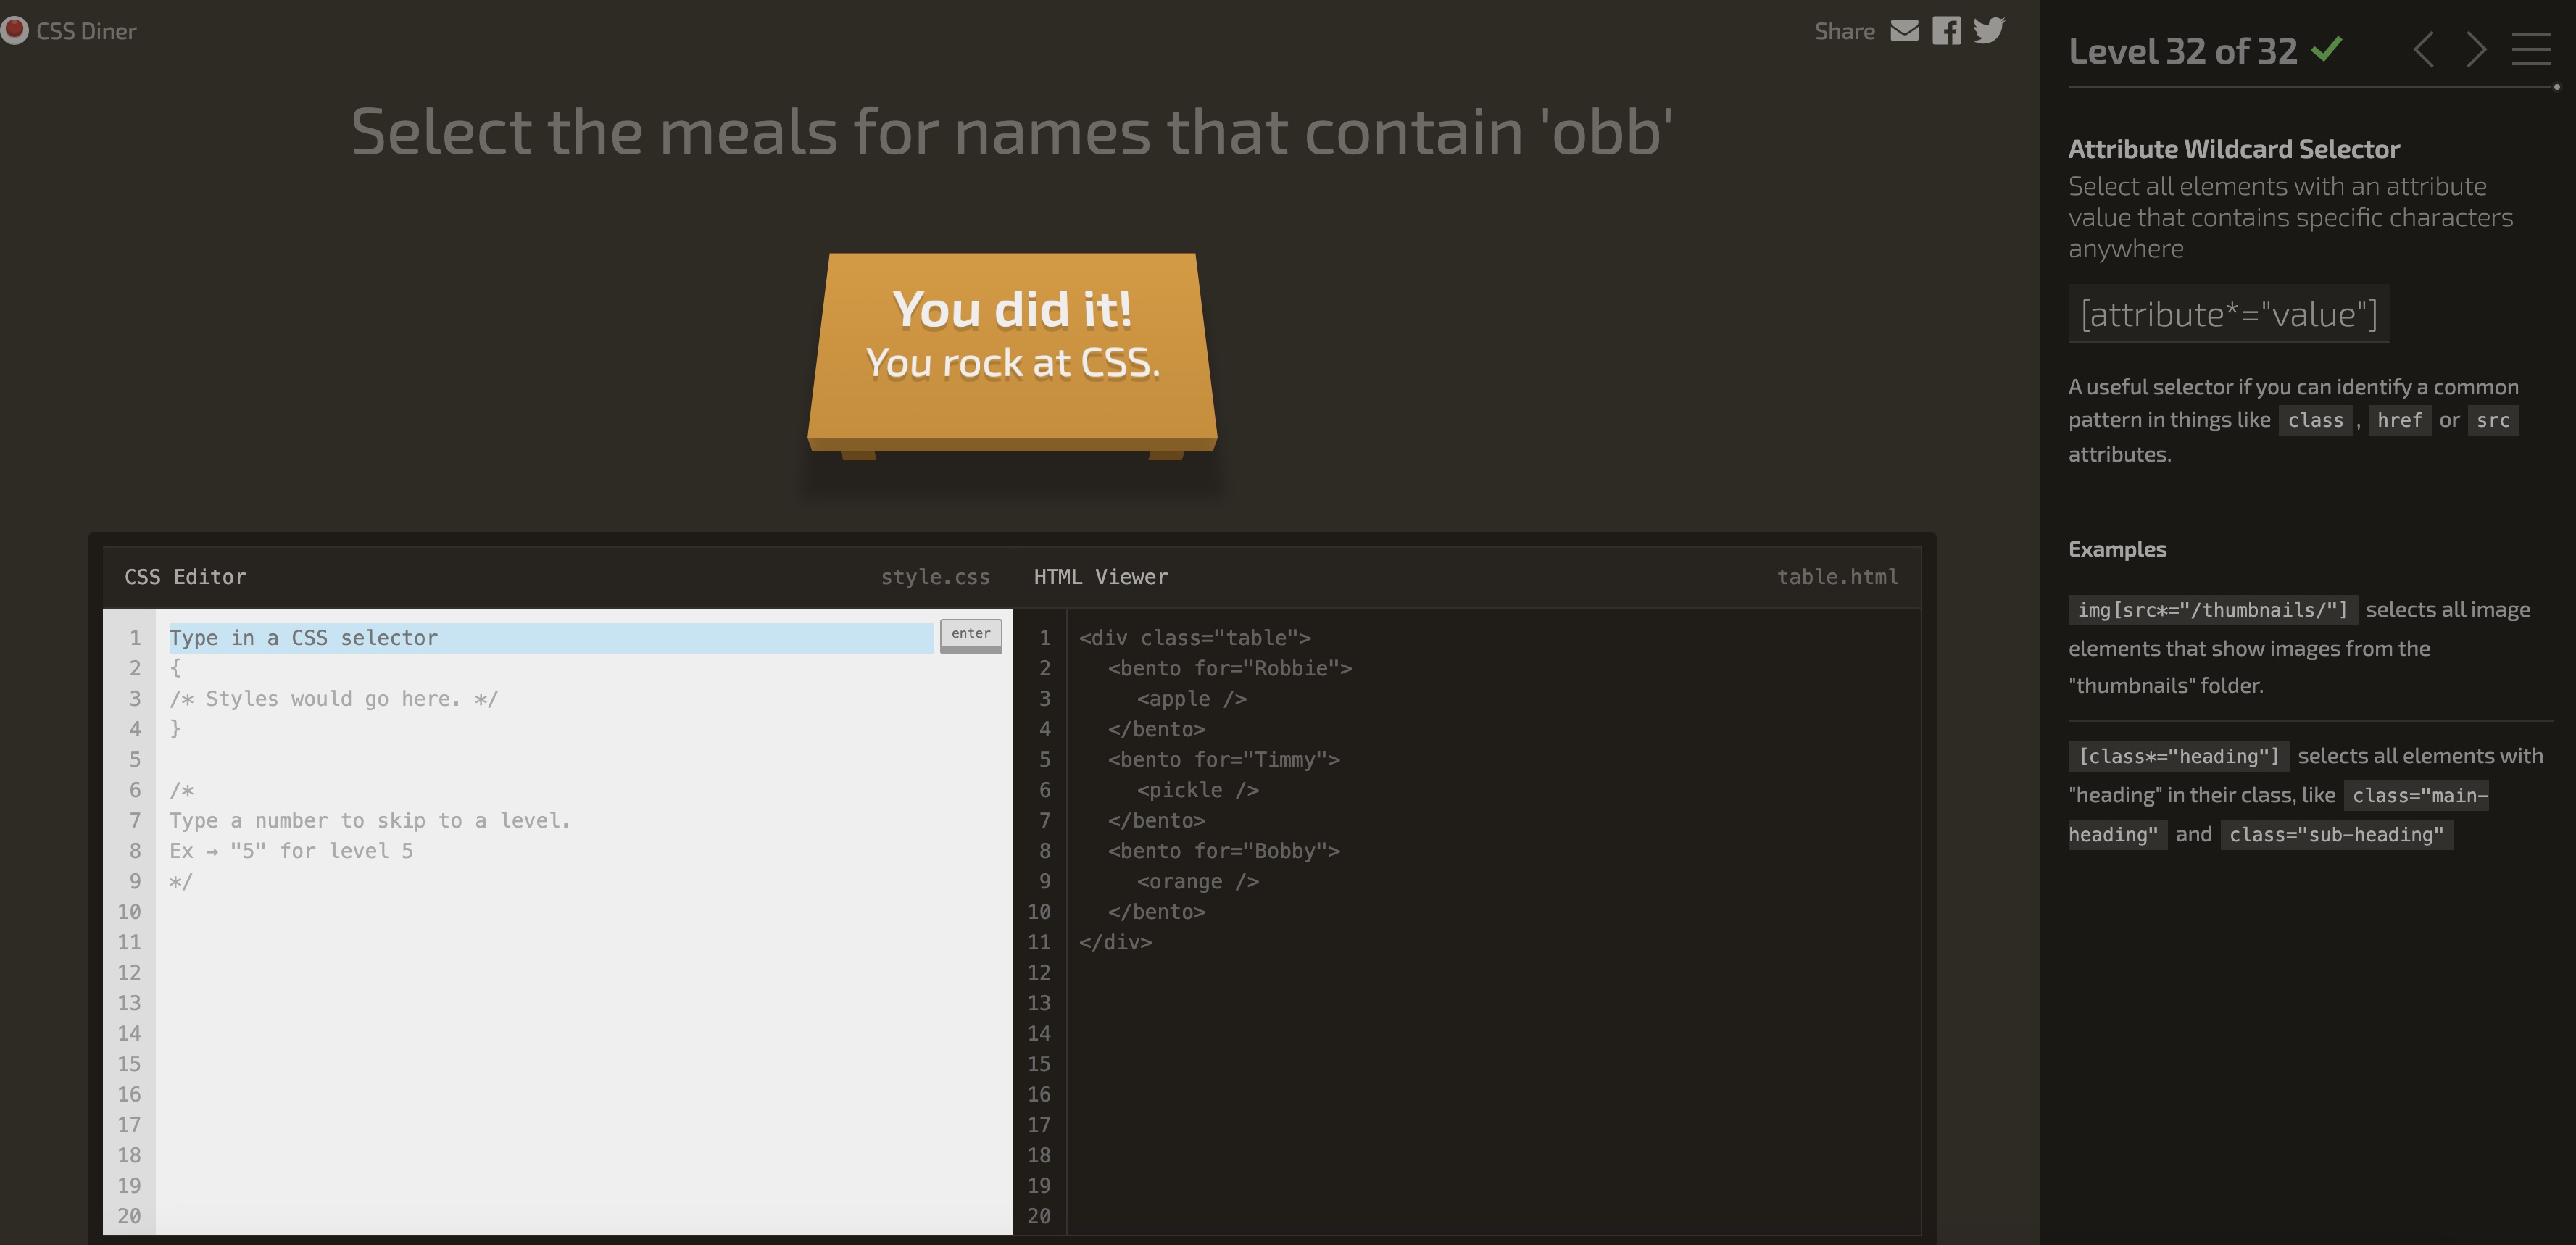 CSS Diner
Share
Select the meals for names that contain 'obb'
You did it!
You rock at CSS.
CSS Editor style.css
1 Type in a CSS selector enter
2 {
3 /* Styles would go here. */
4 }
5
6 /*
7 Type a number to skip to a level.
8 Ex → "5" for level 5
9 */
10
11
12
13
14
15
16
17
18
19
20
HTML Viewer table.html
1 <div class="table">
2 <bento for="Robbie">
3 <apple />
4 </bento>
5 <bento for="Timmy">
6 <pickle />
7 </bento>
8 <bento for="Bobby">
9 <orange />
10 </bento>
11 </div>
12
13
14
15
16
17
18
19
20
Level 32 of 32
Attribute Wildcard Selector
Select all elements with an attribute
value that contains specific characters
anywhere
[attribute*="value"]
A useful selector if you can identify a common
pattern in things like class , href or src
attributes.
Examples
img[src*="/thumbnails/"] selects all image
elements that show images from the
"thumbnails" folder.
[class*="heading"] selects all elements with
"heading" in their class, like class="main-
heading" and class="sub-heading"